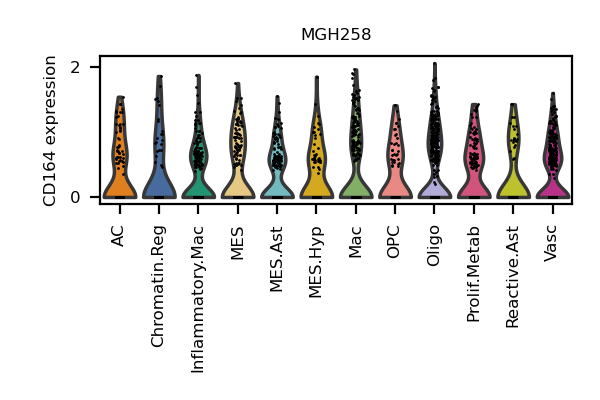 MGH258
CD164 expression
2
0
AC
Chromatin.Reg
Inflammatory.Mac
MES
MES.Ast
MES.Hyp
Mac
OPC
Oligo
Prolif.Metab
Reactive.Ast
Vasc